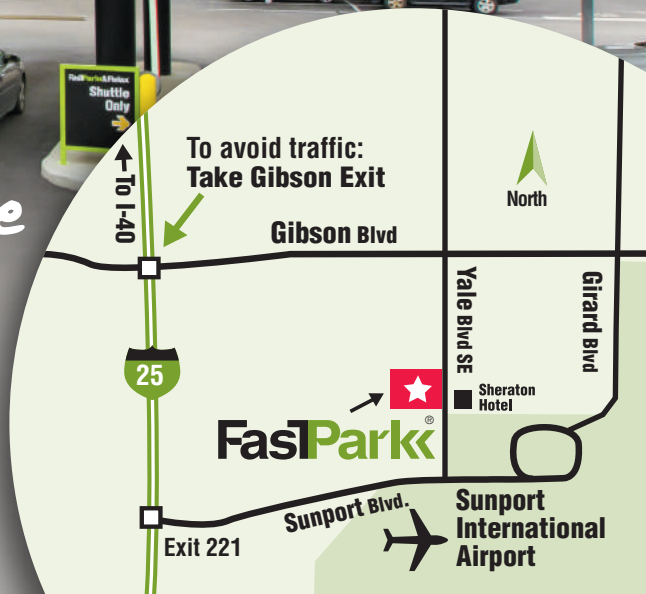 FastPark&Relax
Shuttle
Only
e
To I-40
To avoid traffic:
Take Gibson Exit
North
Gibson Blvd
Yale Blvd SE
Girard Blvd
25
Sheraton
Hotel
FastPark®
Sunport Blvd.
Exit 221
Sunport
International
Airport